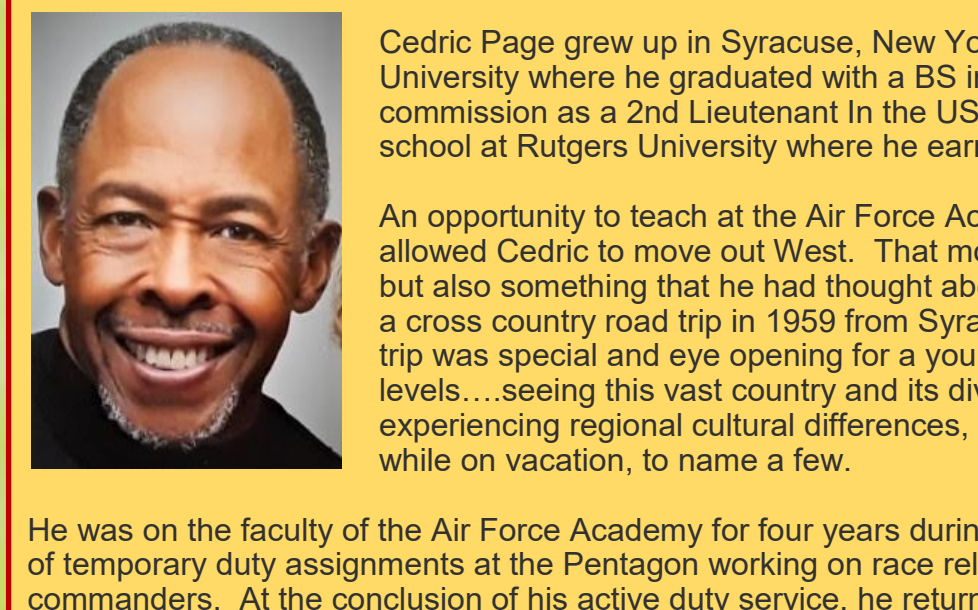 Cedric Page grew up in Syracuse, New Yo
University where he graduated with a BS i
commission as a 2nd Lieutenant In the US
school at Rutgers University where he ear
An opportunity to teach at the Air Force Ac
allowed Cedric to move out West.  That mo
but also something that he had thought ab
a cross country road trip in 1959 from Syra
trip was special and eye opening for a you
levels….seeing this vast country and its di
experiencing regional cultural differences,
while on vacation, to name a few.
He was on the faculty of the Air Force Academy for four years durin
of temporary duty assignments at the Pentagon working on race rel
commanders.  At the conclusion of his active duty service, he return